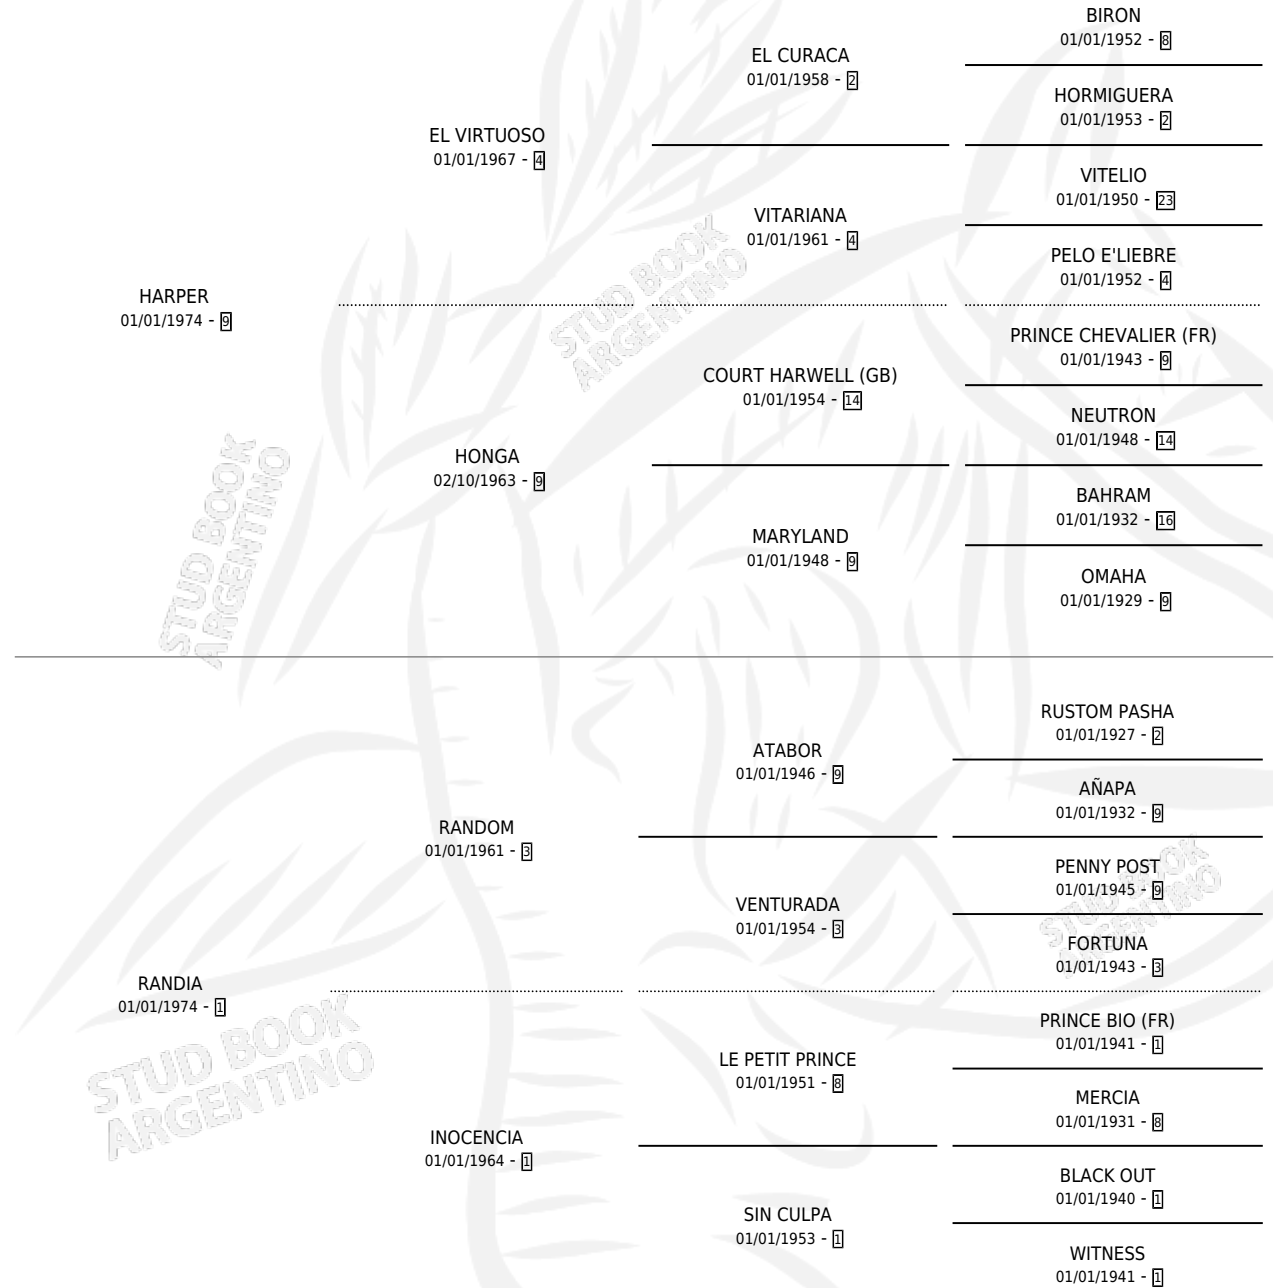 BIRON
01/01/1952 - 8
EL CURACA
01/01/1958 - 2
HORMIGUERA
01/01/1953 - 2
EL VIRTUOSO
01/01/1967 - 4
VITELIO
01/01/1950 - 23
VITARIANA
01/01/1961 - 4
PELO E'LIEBRE
01/01/1952 - 4
HARPER
01/01/1974 - 9
PRINCE CHEVALIER (FR)
01/01/1943 - 9
COURT HARWELL (GB)
01/01/1954 - 14
NEUTRON
01/01/1948 - 14
HONGA
02/10/1963 - 9
BAHRAM
01/01/1932 - 16
MARYLAND
01/01/1948 - 9
OMAHA
01/01/1929 - 9
RUSTOM PASHA
01/01/1927 - 2
ATABOR
01/01/1946 - 9
AÑAPA
01/01/1932 - 9
RANDOM
01/01/1961 - 3
PENNY POST
01/01/1945 - 9
VENTURADA
01/01/1954 - 3
FORTUNA
01/01/1943 - 3
RANDIA
01/01/1974 - 1
PRINCE BIO (FR)
01/01/1941 - 1
LE PETIT PRINCE
01/01/1951 - 8
MERCIA
01/01/1931 - 8
INOCENCIA
01/01/1964 - 1
BLACK OUT
01/01/1940 - 1
SIN CULPA
01/01/1953 - 1
WITNESS
01/01/1941 - 1
STUD BOOK
ARGENTINO
STUD BOOK
ARGENTINO
STUD BOOK
ARGENTINO
STUD BOOK
ARGENTINO